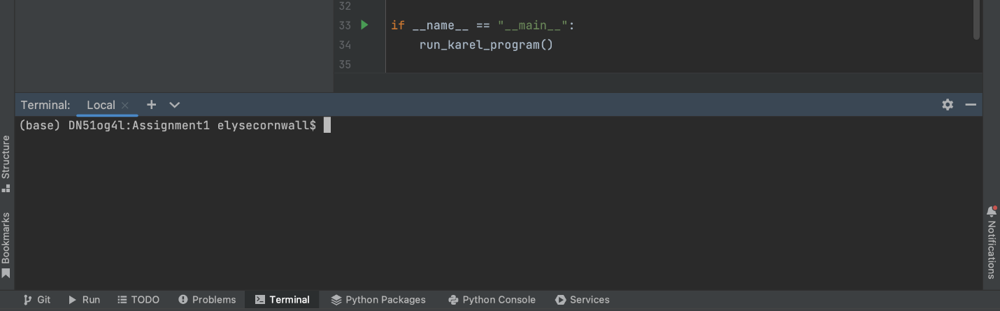 32
33 if __name__ == "__main__":
34 run_karel_program()
35
Terminal: Local × + 
(base) DN51og4l:Assignment1 elysecornwall$
Structure
Bookmarks
Notifications
Git Run TODO Problems Terminal Python Packages Python Console Services